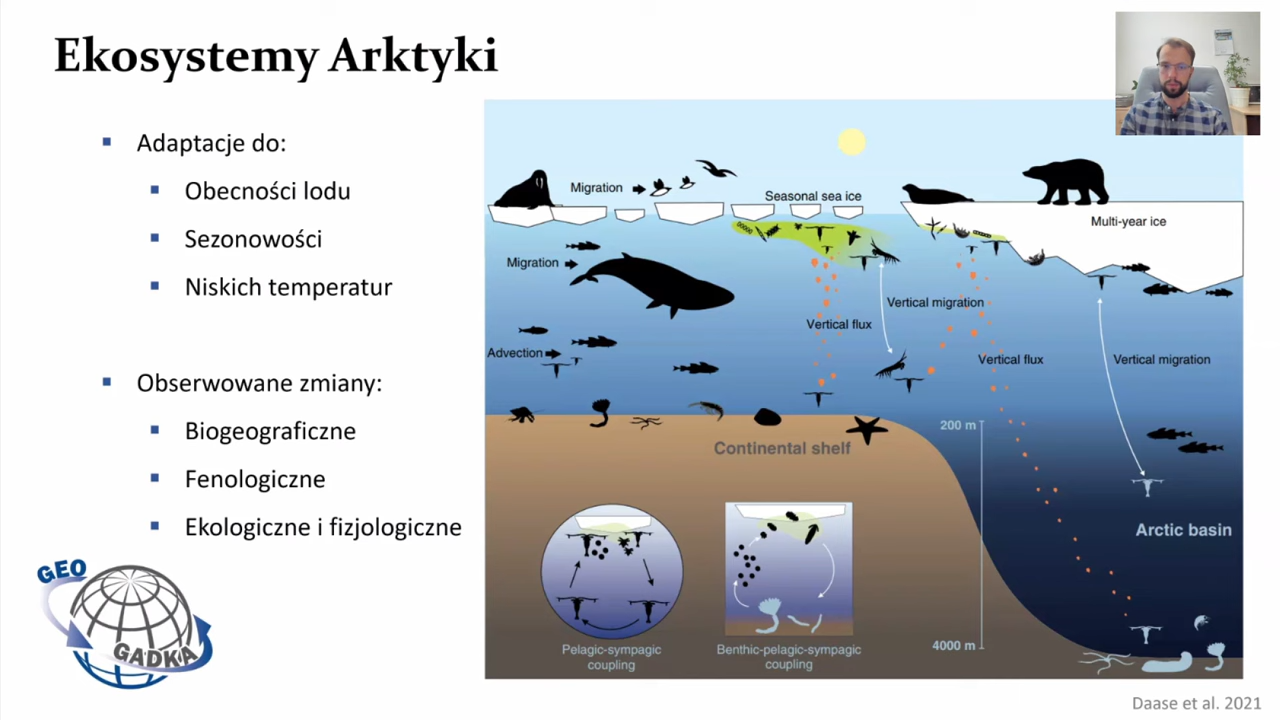 Ekosystemy Arktyki
Adaptacje do:
Obecności lodu
Sezonowości
Niskich temperatur
Obserwowane zmiany:
Biogeograficzne
Fenologiczne
Ekologiczne i fizjologiczne
GEO
GADKA
Migration
Seasonal sea ice
Multi-year ice
Migration
Vertical migration
Vertical flux
Advection
Vertical flux
Vertical migration
200 m
Continental shelf
Arctic basin
4000 m
Pelagic-sympagic
coupling
Benthic-pelagic-sympagic
coupling
Daase et al. 2021